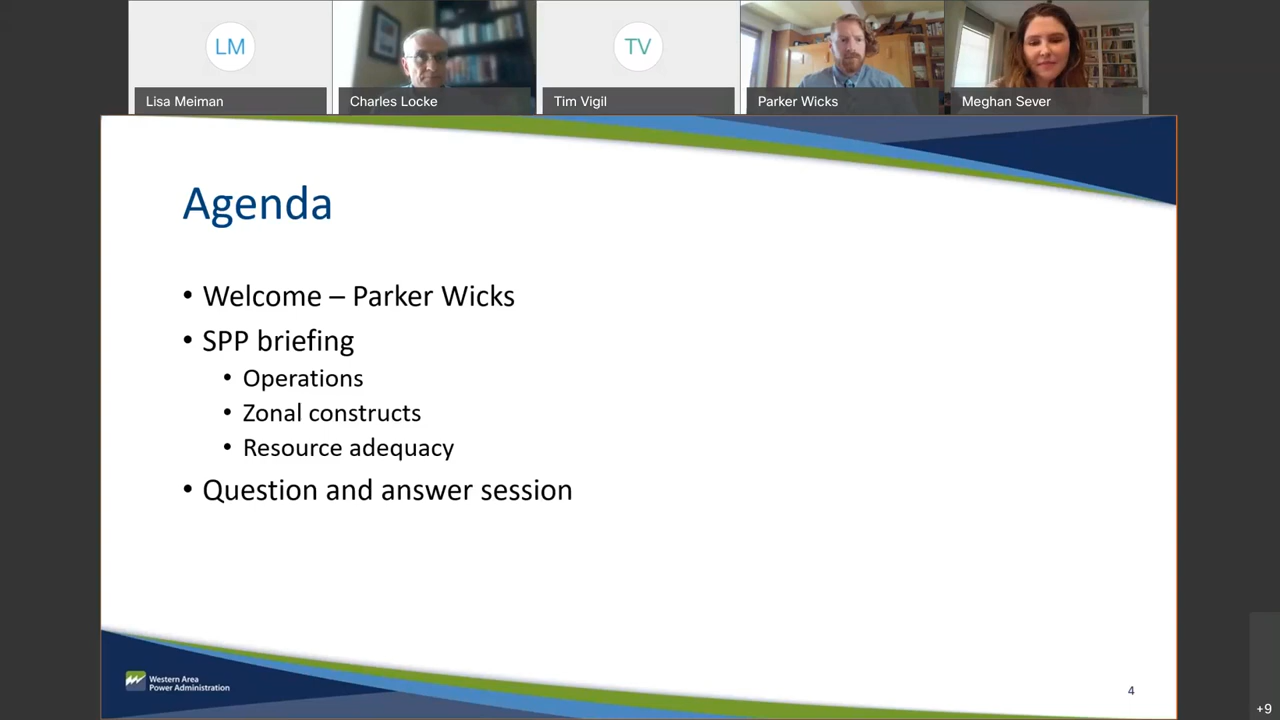 LM
TV
Lisa Meiman
Charles Locke
Tim Vigil
Parker Wicks
Meghan Sever
Agenda
• Welcome – Parker Wicks
• SPP briefing
• Operations
• Zonal constructs
• Resource adequacy
• Question and answer session
Western Area
Power Administration
4
+9